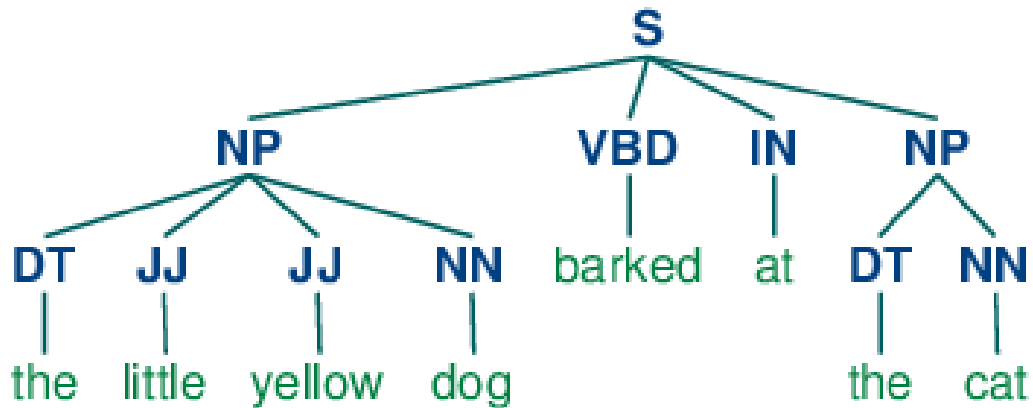 S
NP VBD IN NP
DT JJ JJ NN barked at DT NN
the little yellow dog the cat